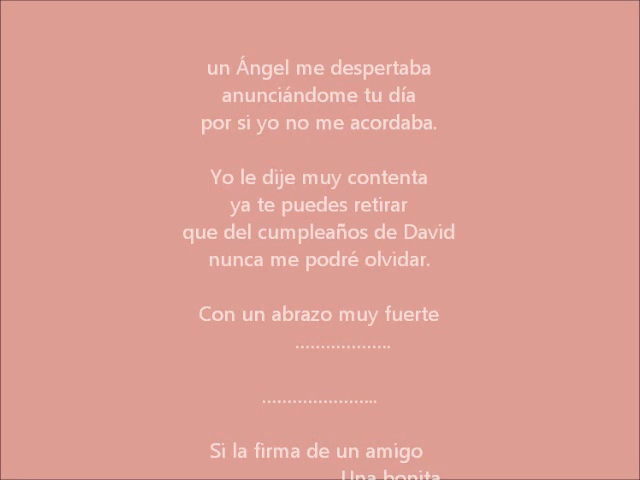 un Ángel me despertaba
anunciándome tu día
por si yo no me acordaba.
Yo le dije muy contenta
ya te puedes retirar
que del cumpleaños de David
nunca me podré olvidar.
Con un abrazo muy fuerte
...................
.......................
Si la firma de un amigo
Una bonita